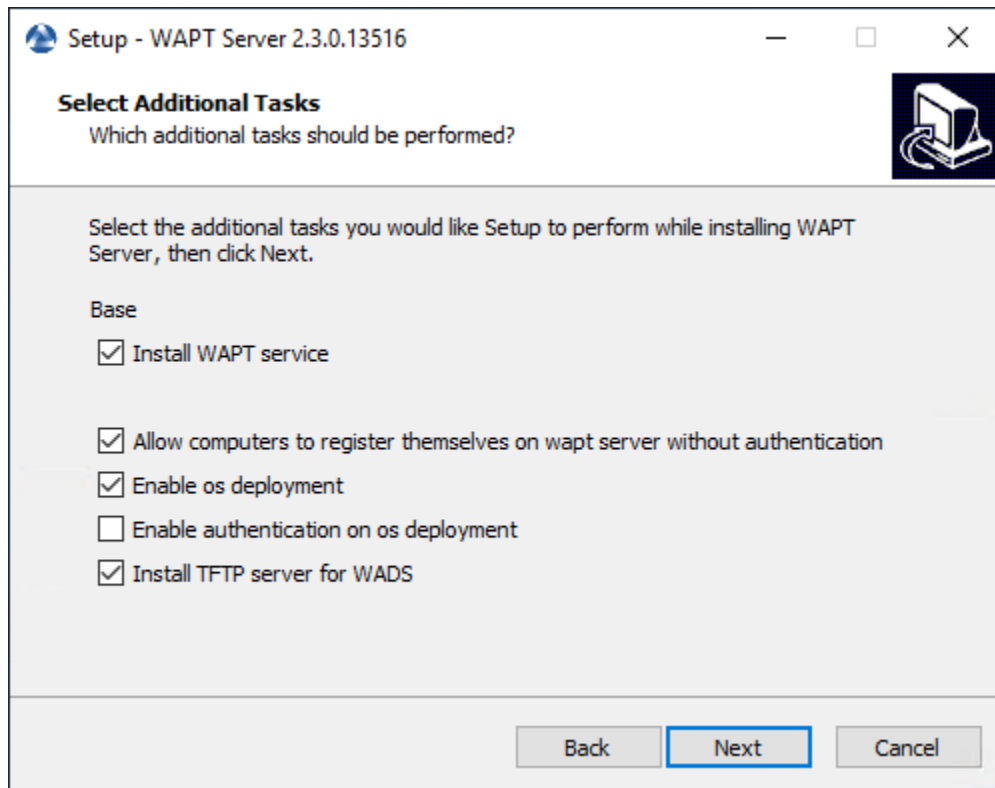 Setup - WAPT Server 2.3.0.13516
Select Additional Tasks
Which additional tasks should be performed?
Select the additional tasks you would like Setup to perform while installing WAPT
Server, then click Next.
Base
Install WAPT service
Allow computers to register themselves on wapt server without authentication
Enable os deployment
Enable authentication on os deployment
Install TFTP server for WADS
Back
Next
Cancel